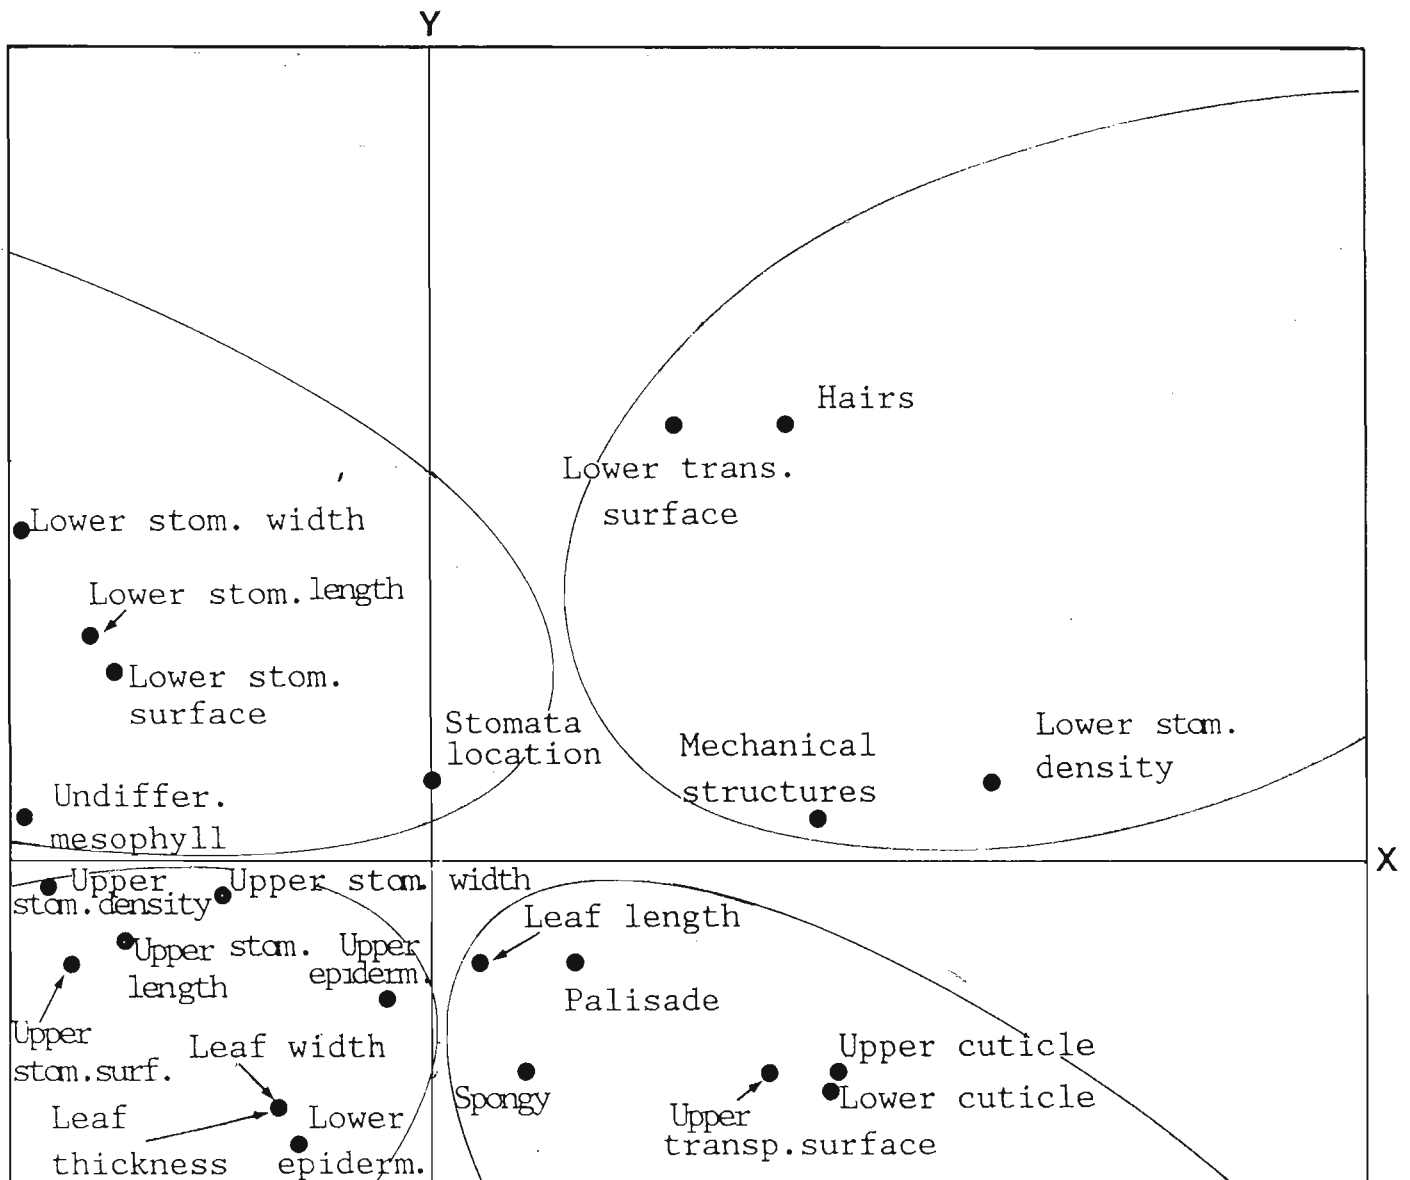 Y
Hairs
Lower trans.
surface
Lower stom. width
Lower stom. length
Lower stom.
surface
Stomata
location
Mechanical
structures
Lower stom.
density
Undiffer.
mesophyll
X
Upper
stom.density
Upper stom. width
Leaf length
Upper stom.
length
Upper
epiderm.
Palisade
Upper
stom.surf.
Leaf width
Upper cuticle
Spongy
Lower cuticle
Leaf
thickness
Lower
epiderm.
Upper
transp.surface